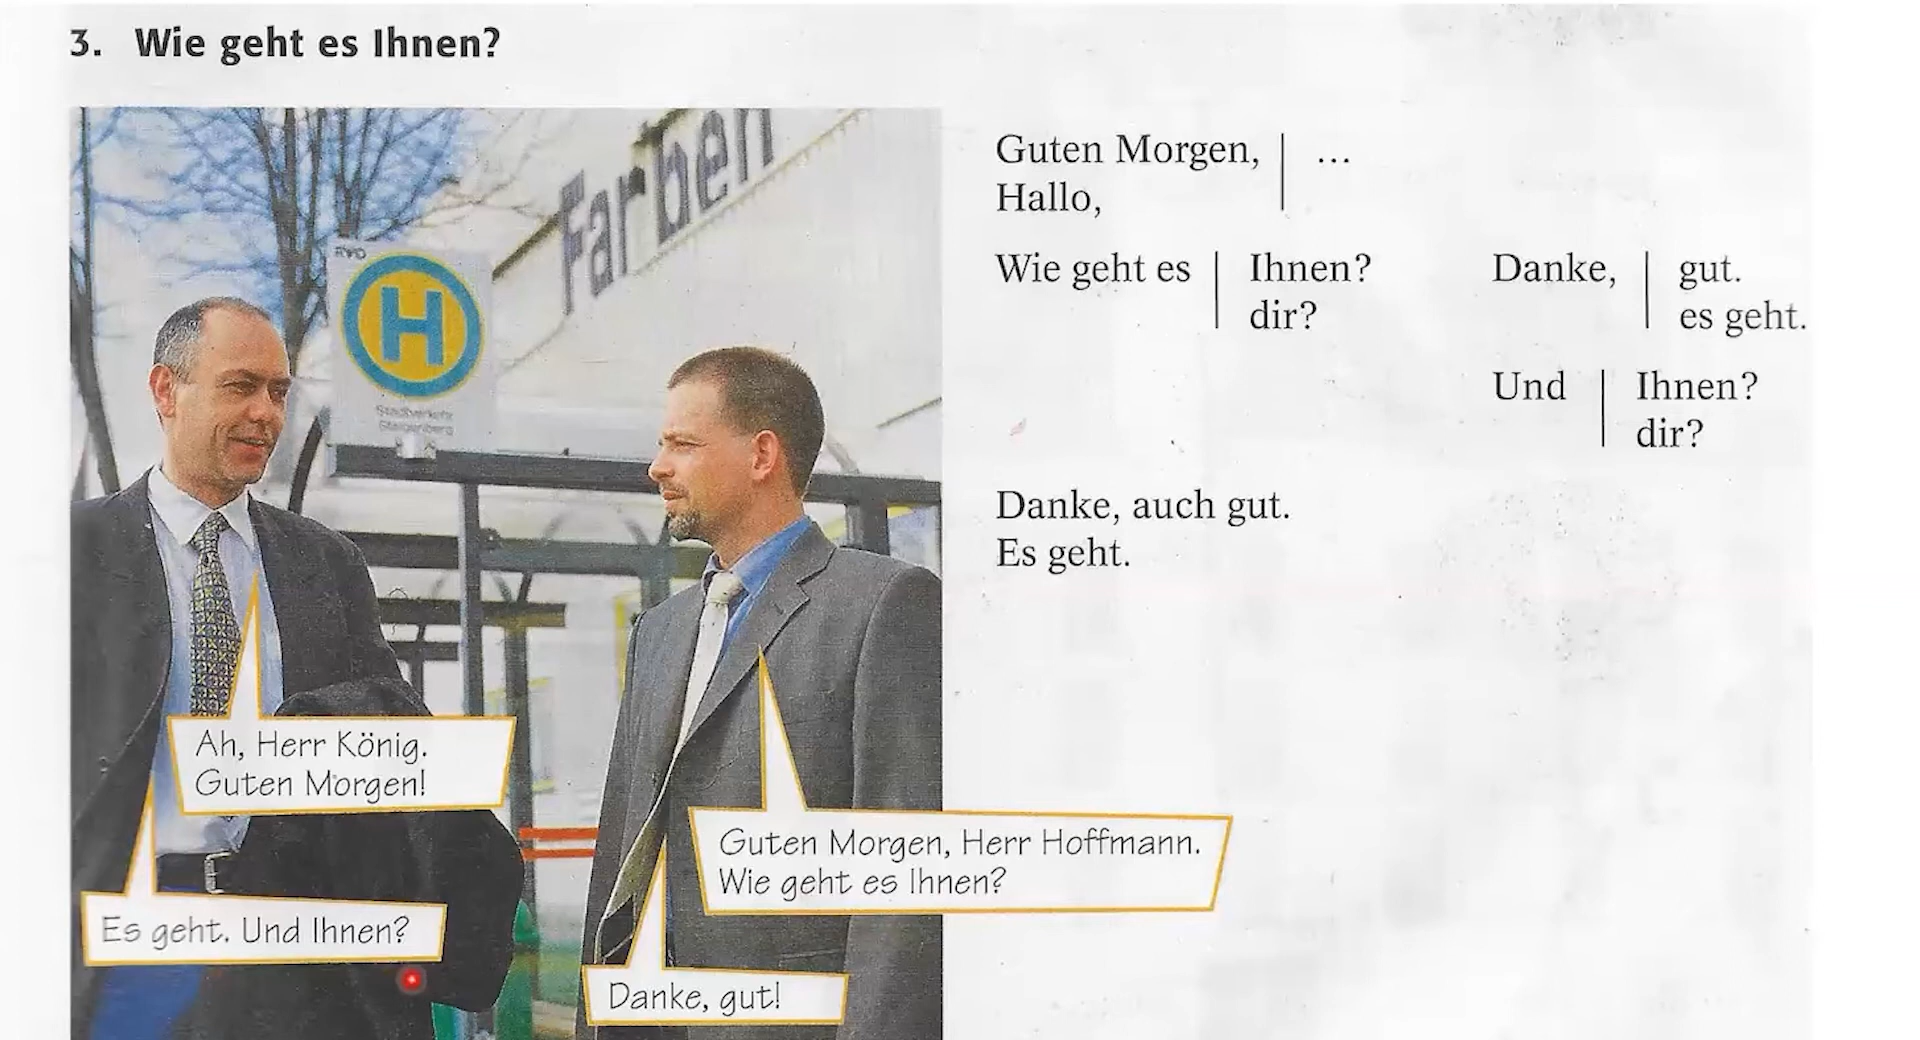 3. Wie geht es Ihnen?
Farben
RVO
H
Stadtverkehr
Guten Morgen, | ...
Hallo,
Wie geht es | Ihnen?
dir?
Danke, | gut.
es geht.
Und | Ihnen?
dir?
Danke, auch gut.
Es geht.
Ah, Herr König.
Guten Morgen!
Guten Morgen, Herr Hoffmann.
Wie geht es Ihnen?
Es geht. Und Ihnen?
Danke, gut!